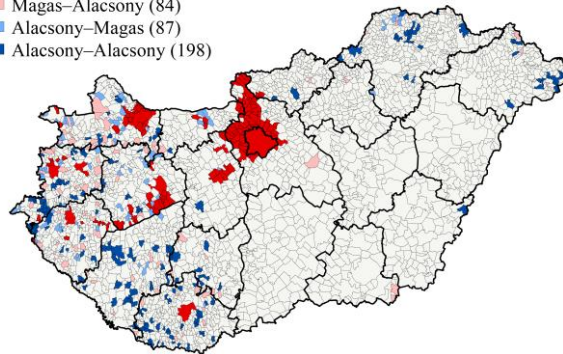 Magas–Alacsony (84)
Alacsony–Magas (87)
Alacsony–Alacsony (198)